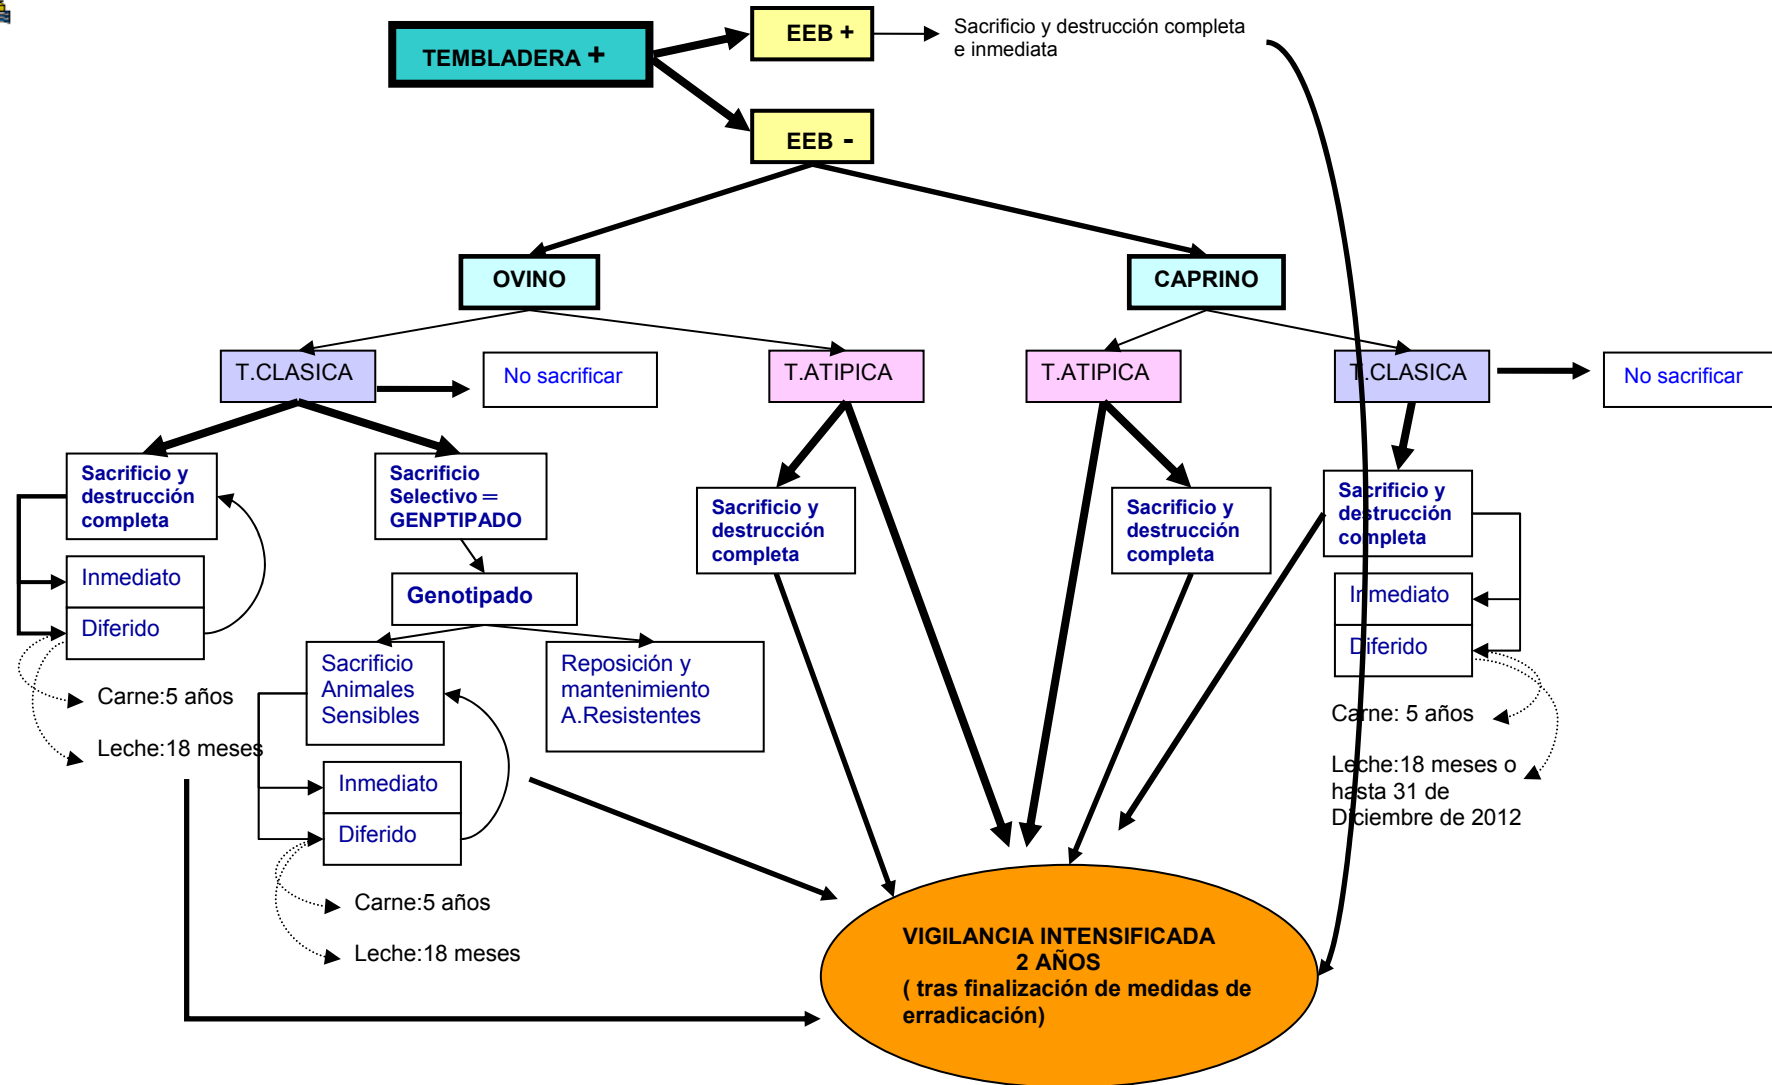 TEMBLADERA +
EEB +
Sacrificio y destrucción completa
e inmediata
EEB -
OVINO
CAPRINO
T.CLASICA
No sacrificar
T.ATIPICA
T.ATIPICA
T.CLASICA
No sacrificar
Sacrificio y
destrucción
completa
Inmediato
Diferido
Carne:5 años
Leche:18 meses
Sacrificio
Selectivo =
GENPTIPADO
Genotipado
Sacrificio
Animales
Sensibles
Reposición y
mantenimiento
A.Resistentes
Inmediato
Diferido
Carne:5 años
Leche:18 meses
Sacrificio y
destrucción
completa
Sacrificio y
destrucción
completa
Sacrificio y
destrucción
completa
Inmediato
Diferido
Carne: 5 años
Leche:18 meses o
hasta 31 de
Diciembre de 2012
VIGILANCIA INTENSIFICADA
2 AÑOS
( tras finalización de medidas de
erradicación)